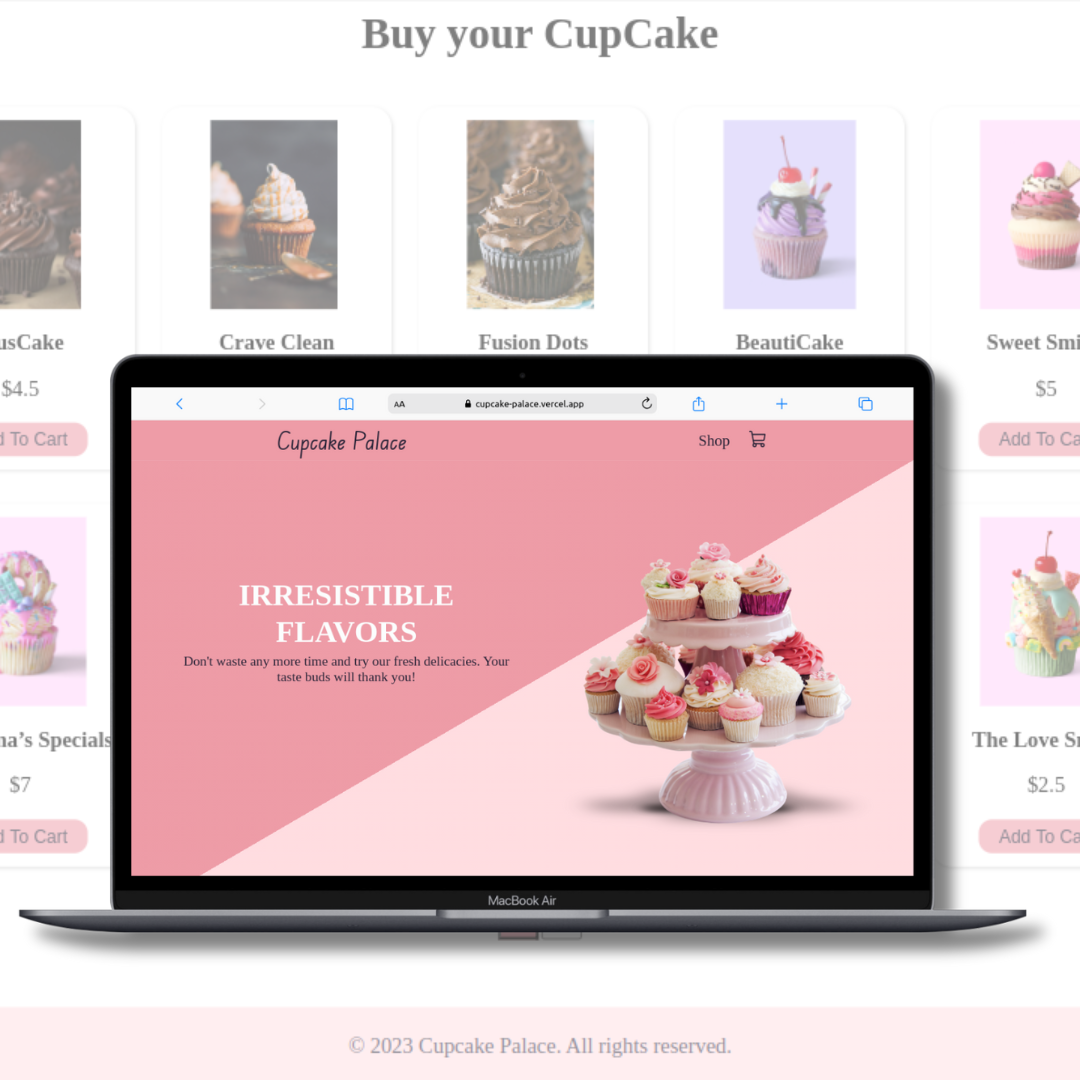 Buy your CupCake
usCake
Crave Clean
Fusion Dots
BeautiCake
Sweet Smi
$4.5
$5
d To Cart
Add To Ca
AA
cupcake-palace.vercel.app
Cupcake Palace
Shop
IRRESISTIBLE
FLAVORS
Don't waste any more time and try our fresh delicacies. Your
taste buds will thank you!
na’s Specials
The Love Sm
$7
$2.5
d To Cart
Add To Ca
MacBook Air
© 2023 Cupcake Palace. All rights reserved.